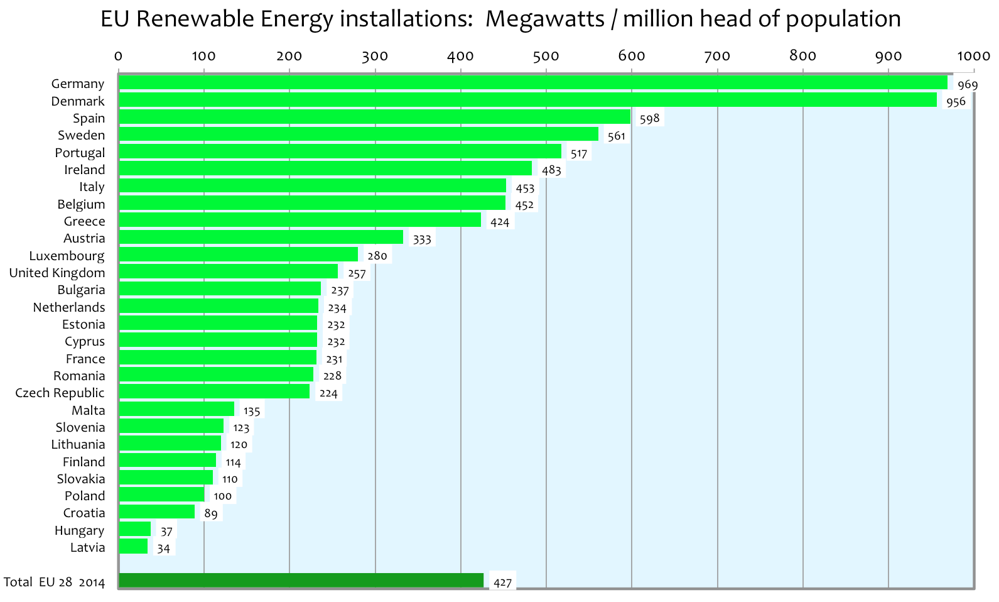 EU Renewable Energy installations:  Megawatts / million head of population
0 100 200 300 400 500 600 700 800 900 1000
Germany 969
Denmark 956
Spain 598
Sweden 561
Portugal 517
Ireland 483
Italy 453
Belgium 452
Greece 424
Austria 333
Luxembourg 280
United Kingdom 257
Bulgaria 237
Netherlands 234
Estonia 232
Cyprus 232
France 231
Romania 228
Czech Republic 224
Malta 135
Slovenia 123
Lithuania 120
Finland 114
Slovakia 110
Poland 100
Croatia 89
Hungary 37
Latvia 34
Total  EU 28  2014 427